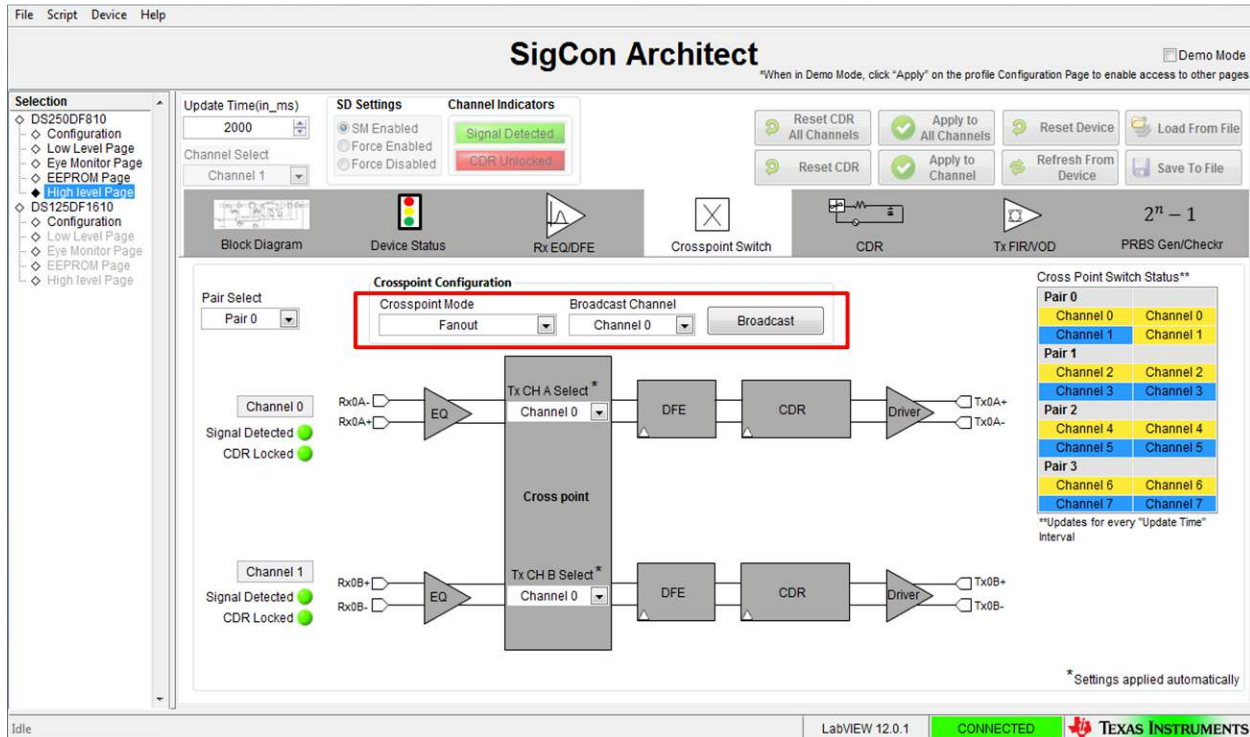 File Script Device Help
SigCon Architect
Demo Mode
*When in Demo Mode, click "Apply" on the profile Configuration Page to enable access to other pages
Selection
DS250DF810
Configuration
Low Level Page
Eye Monitor Page
EEPROM Page
High level Page
DS125DF1610
Configuration
Low Level Page
Eye Monitor Page
EEPROM Page
High level Page
Update Time(in_ms)
2000
Channel Select
Channel 1
SD Settings
SM Enabled
Force Enabled
Force Disabled
Channel Indicators
Signal Detected
CDR Unlocked
Reset CDR
All Channels
Apply to
All Channels
Reset Device
Load From File
Reset CDR
Apply to
Channel
Refresh From
Device
Save To File
Block Diagram
Device Status
Rx EQ/DFE
Crosspoint Switch
CDR
Tx FIR/VOD
2ⁿ − 1
PRBS Gen/Checkr
Pair Select
Pair 0
Crosspoint Configuration
Crosspoint Mode
Fanout
Broadcast Channel
Channel 0
Broadcast
Cross Point Switch Status**
Pair 0
Channel 0 Channel 0
Channel 1 Channel 1
Pair 1
Channel 2 Channel 2
Channel 3 Channel 3
Pair 2
Channel 4 Channel 4
Channel 5 Channel 5
Pair 3
Channel 6 Channel 6
Channel 7 Channel 7
**Updates for every "Update Time"
Interval
Channel 0
Signal Detected
CDR Locked
Rx0A-
Rx0A+
EQ
Tx CH A Select *
Channel 0
DFE
CDR
Driver
Tx0A+
Tx0A-
Cross point
Channel 1
Signal Detected
CDR Locked
Rx0B+
Rx0B-
EQ
Tx CH B Select *
Channel 0
DFE
CDR
Driver
Tx0B+
Tx0B-
*Settings applied automatically
Idle
LabVIEW 12.0.1
CONNECTED
TEXAS INSTRUMENTS